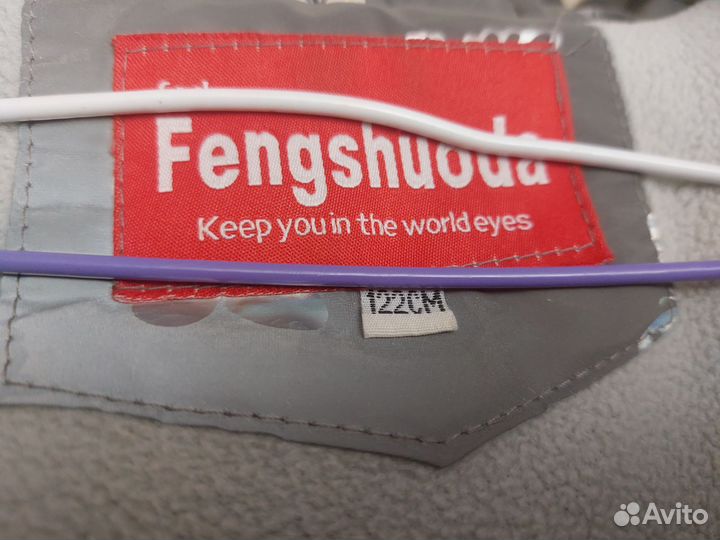 Fengshuoda
Keep you in the world eyes
122CM
Avito